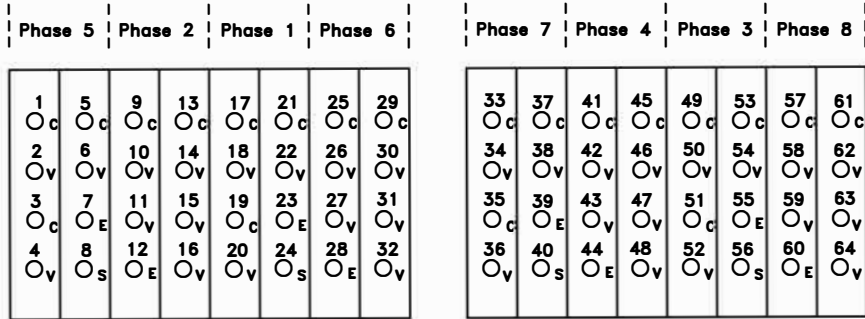 Phase 5 Phase 2 Phase 1 Phase 6 Phase 7 Phase 4 Phase 3 Phase 8
1 5 9 13 17 21 25 29 33 37 41 45 49 53 57 61
C C C C C C C C C C C C C C C C
2 6 10 14 18 22 26 30 34 38 42 46 50 54 58 62
V V V V V V V V V V V V V V V V
3 7 11 15 19 23 27 31 35 39 43 47 51 55 59 63
C E V V C E V V C E V V C E V V
4 8 12 16 20 24 28 32 36 40 44 48 52 56 60 64
V S E V V S E V V S E V V S E V